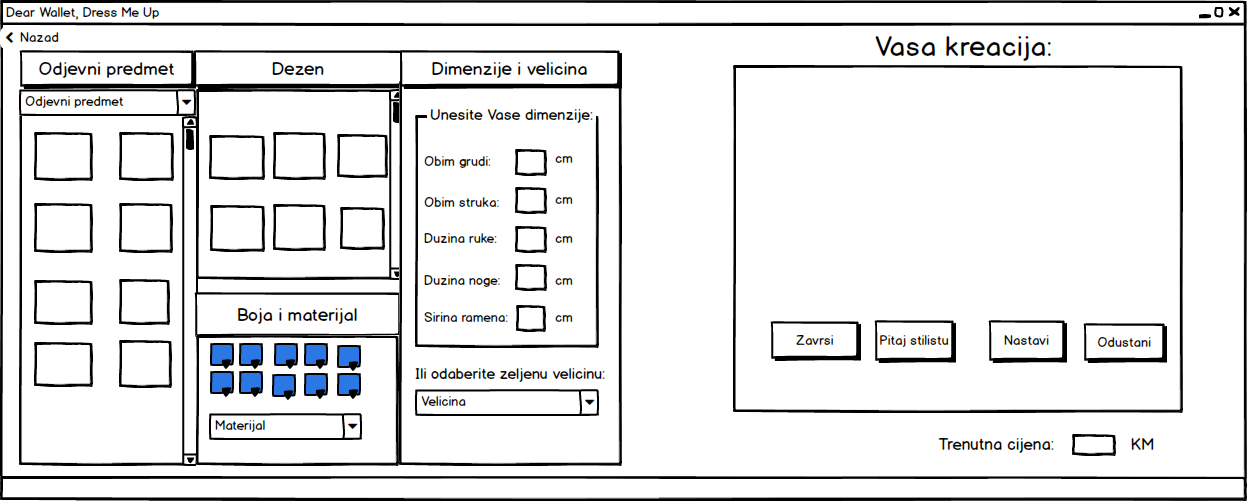 Dear Wallet, Dress Me Up
Nazad
Odjevni predmet
Odjevni predmet
Dezen
Boja i materijal
Materijal
Dimenzije i velicina
Unesite Vase dimenzije:
Obim grudi: cm
Obim struka: cm
Duzina ruke: cm
Duzina noge: cm
Sirina ramena: cm
Ili odaberite zeljenu velicinu:
Velicina
Vasa kreacija:
Zavrsi
Pitaj stilistu
Nastavi
Odustani
Trenutna cijena: KM